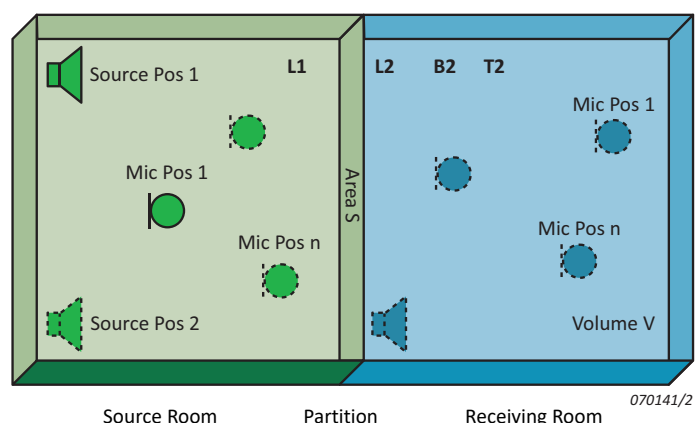 Source Pos 1
L1
L2
B2
T2
Mic Pos 1
Mic Pos 1
Area S
Mic Pos n
Mic Pos n
Source Pos 2
Volume V
070141/2
Source Room
Partition
Receiving Room